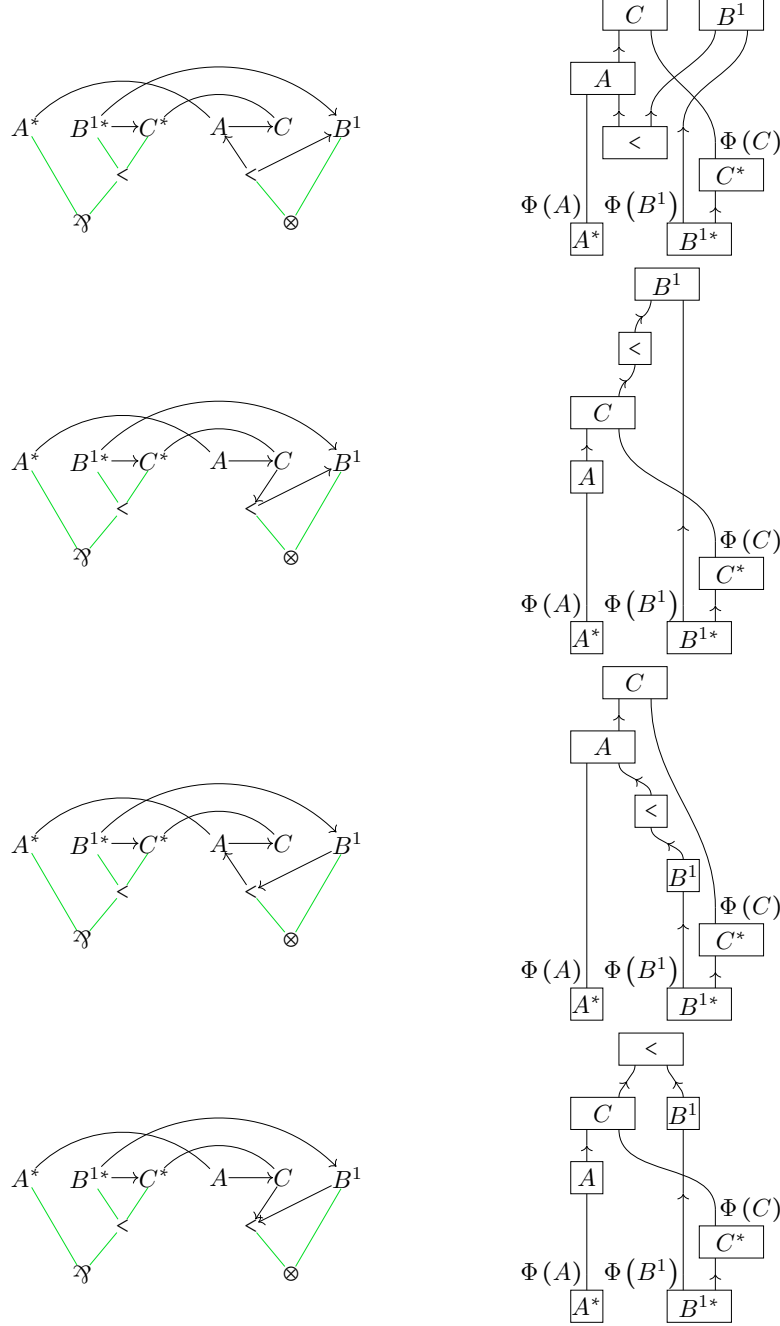 C B¹
A
A* B¹* C* A C B¹
Φ(C)
<
< <
C*
Φ(A) Φ(B¹)
⅋ ⊗
A* B¹*
B¹
<
C
A* B¹* C* A C B¹
A
< <
Φ(C)
⅋ ⊗
C*
Φ(A) Φ(B¹)
A* B¹*
C
A
<
A* B¹* C* A C B¹
B¹
< <
Φ(C)
⅋ ⊗
C*
Φ(A) Φ(B¹)
A* B¹*
<
C B¹
A* B¹* C* A C B¹
A
Φ(C)
< <
C*
Φ(A) Φ(B¹)
⅋ ⊗
A* B¹*